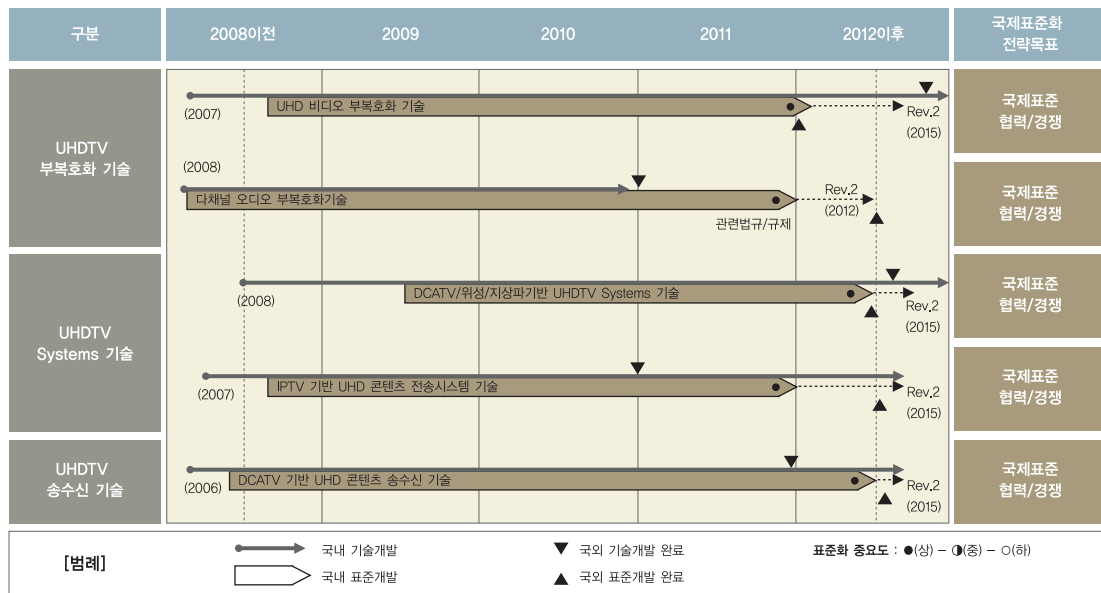 구분
2008이전
2009
2010
2011
2012이후
국제표준화
전략목표
UHDTV
부복호화 기술
(2007)
UHD 비디오 부복호화 기술
Rev.2
(2015)
국제표준
협력/경쟁
(2008)
다채널 오디오 부복호화기술
Rev.2
(2012)
관련법규/규제
국제표준
협력/경쟁
UHDTV
Systems 기술
(2008)
DCATV/위성/지상파기반 UHDTV Systems 기술
Rev.2
(2015)
국제표준
협력/경쟁
(2007)
IPTV 기반 UHD 콘텐츠 전송시스템 기술
Rev.2
(2015)
국제표준
협력/경쟁
UHDTV
송수신 기술
(2006)
DCATV 기반 UHD 콘텐츠 송수신 기술
Rev.2
(2015)
국제표준
협력/경쟁
[범례]
국내 기술개발
국내 표준개발
▼ 국외 기술개발 완료
▲ 국외 표준개발 완료
표준화 중요도 : ●(상) – ◑(중) – ○(하)